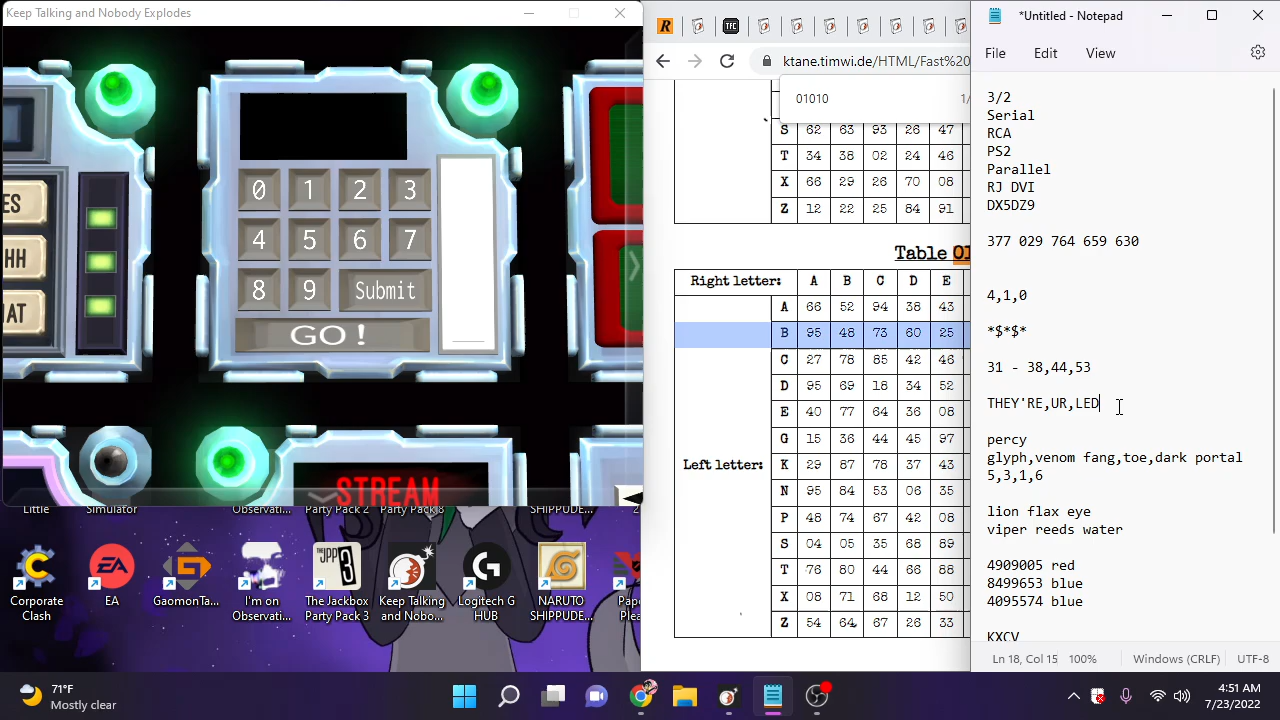 Keep Talking and Nobody Explodes
ES
HH
AT
0 1 2 3
4 5 6 7
8 9 Submit
GO!
STREAM
Little
Simulator
Observati...
Party Pack 2
Party Pack 8
SHIPPUDE...
2
Corporate Clash
EA
GaomonTa...
I'm on Observati...
THE JPP 3
The Jackbox Party Pack 3
Keep Talking and Nobo...
Logitech G HUB
NARUTO SHIPPUDE...
R
TFC
ktane.timwi.de/HTML/Fast%20
01010
1/
S 62 83 26 47
T 34 38 02 24 46
X 66 29 26 70 08
Z 12 22 25 84 91
Table 01
Right letter: A B C D E
A 66 52 94 38 43
B 95 48 73 60 25
C 27 78 85 42 46
D 95 69 18 34 52
E 40 77 64 36 08
G 15 36 44 45 97
Left letter: K 29 87 78 37 43
N 95 84 53 06 35
P 48 74 67 42 08
S 05 35 68 89
T 76 80 44 66 88
X 08 71 68 12 50
Z 54 64 67 26 33
*Untitled - Notepad
File Edit View
3/2
Serial
RCA
PS2
Parallel
RJ DVI
DX5DZ9
377 029 764 659 630
4,1,0
*$*$*
31 - 38,44,53
THEY'RE,UR,LED
percy
glyph,venom fang,toe,dark portal
5,3,1,6
lion flax eye
viper reeds water
4909005 red
8499653 blue
4095574 blue
KXCV
Ln 18, Col 15 100% Windows (CRLF) UTF-8
71°F
Mostly clear
4:51 AM
7/23/2022